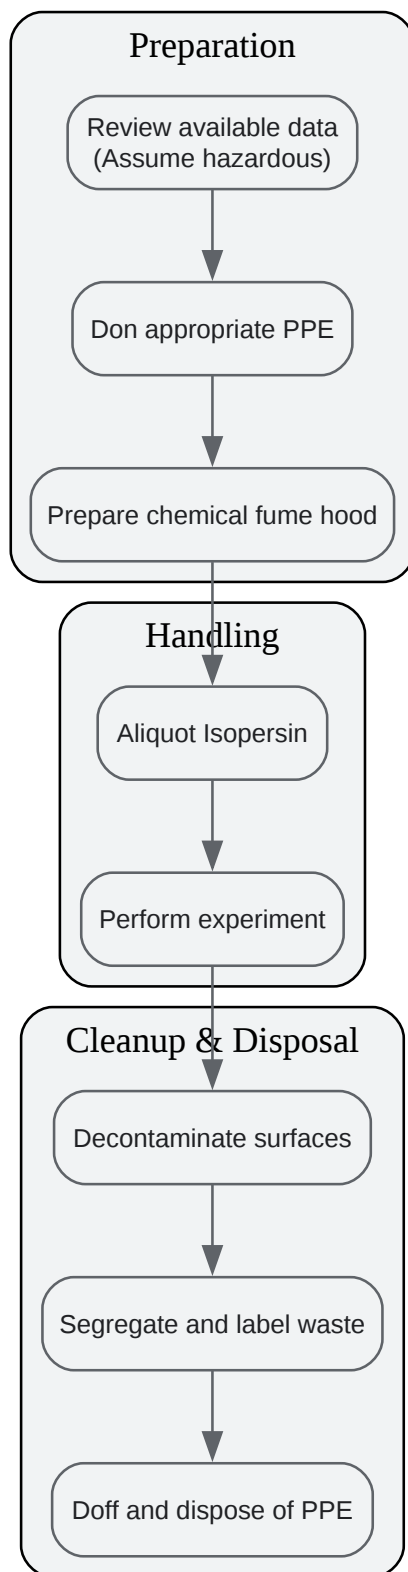 Preparation
Review available data
(Assume hazardous)
Don appropriate PPE
Prepare chemical fume hood
Handling
Aliquot Isopersin
Perform experiment
Cleanup & Disposal
Decontaminate surfaces
Segregate and label waste
Doff and dispose of PPE